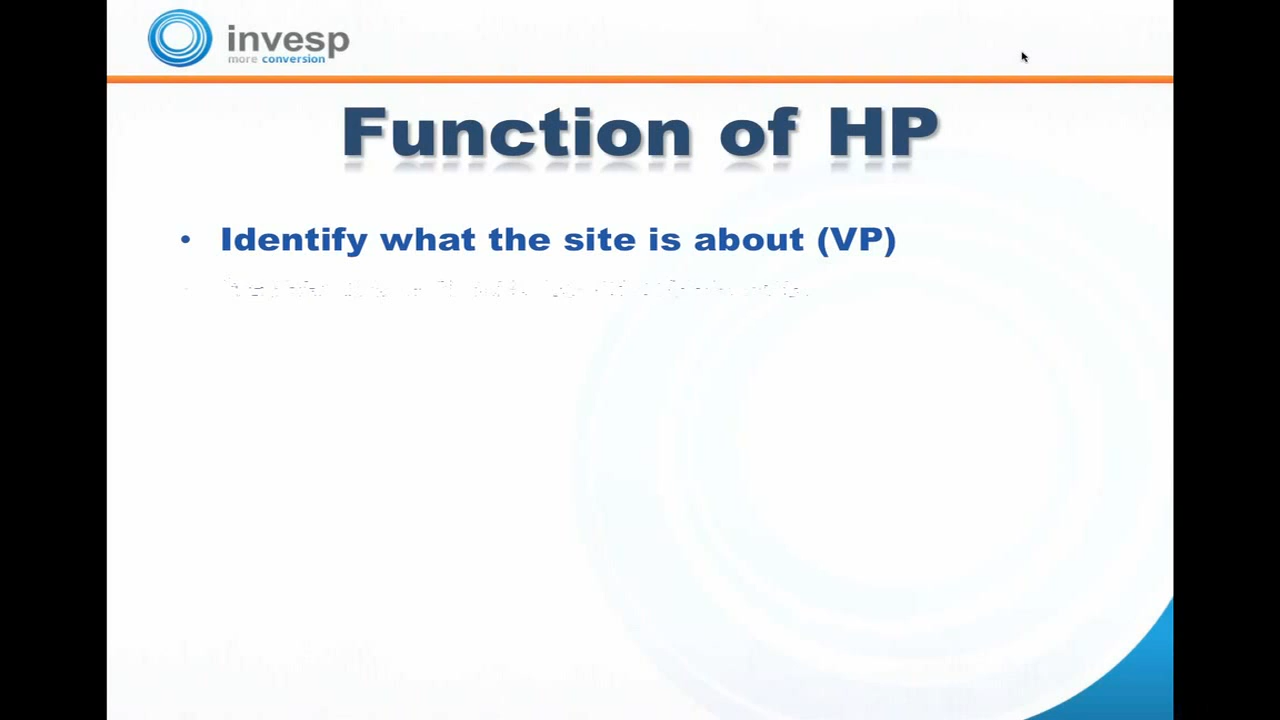 invesp
more conversion
Function of HP
• Identify what the site is about (VP)